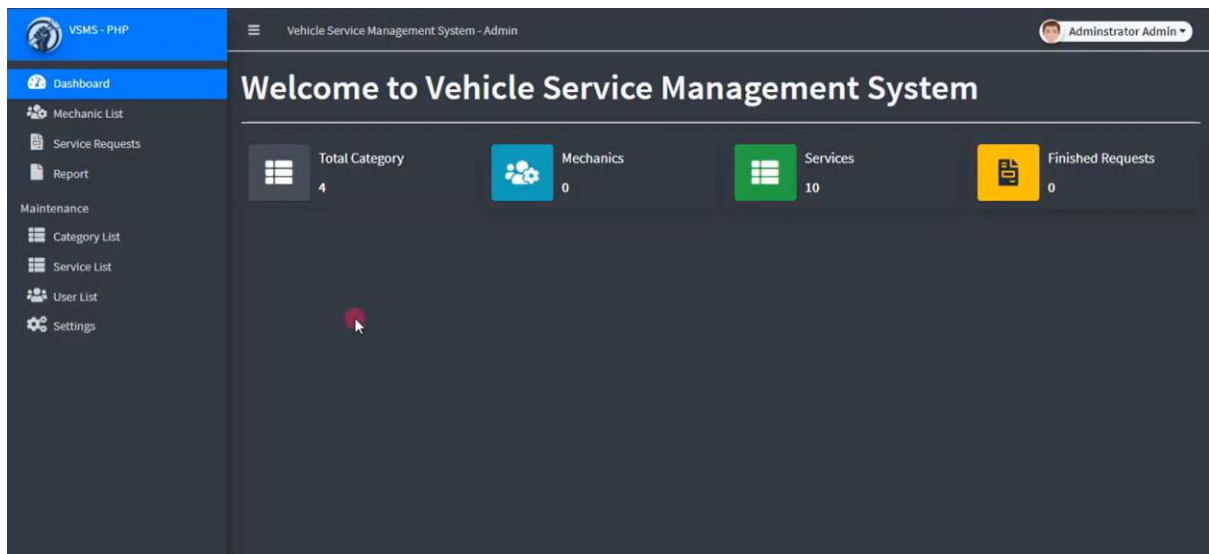 VSMS - PHP
Vehicle Service Management System - Admin
Adminstrator Admin
Dashboard
Mechanic List
Service Requests
Report
Maintenance
Category List
Service List
User List
Settings
Welcome to Vehicle Service Management System
Total Category
4
Mechanics
0
Services
10
Finished Requests
0